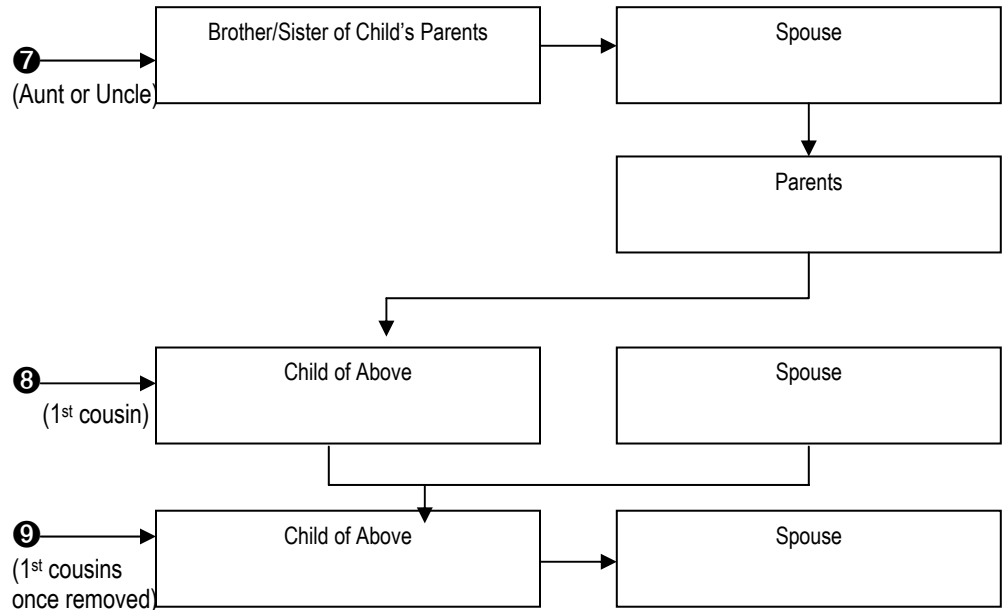 Brother/Sister of Child's Parents
Spouse
❼
(Aunt or Uncle)
Parents
Child of Above
Spouse
❽
(1st cousin)
Child of Above
Spouse
❾
(1st cousins
once removed)